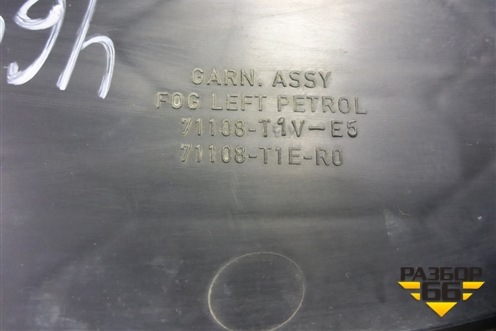 GARN. ASSY
FOG LEFT PETROL
71108-T1V-E5
71108-T1E-R0
РАЗБОР
66